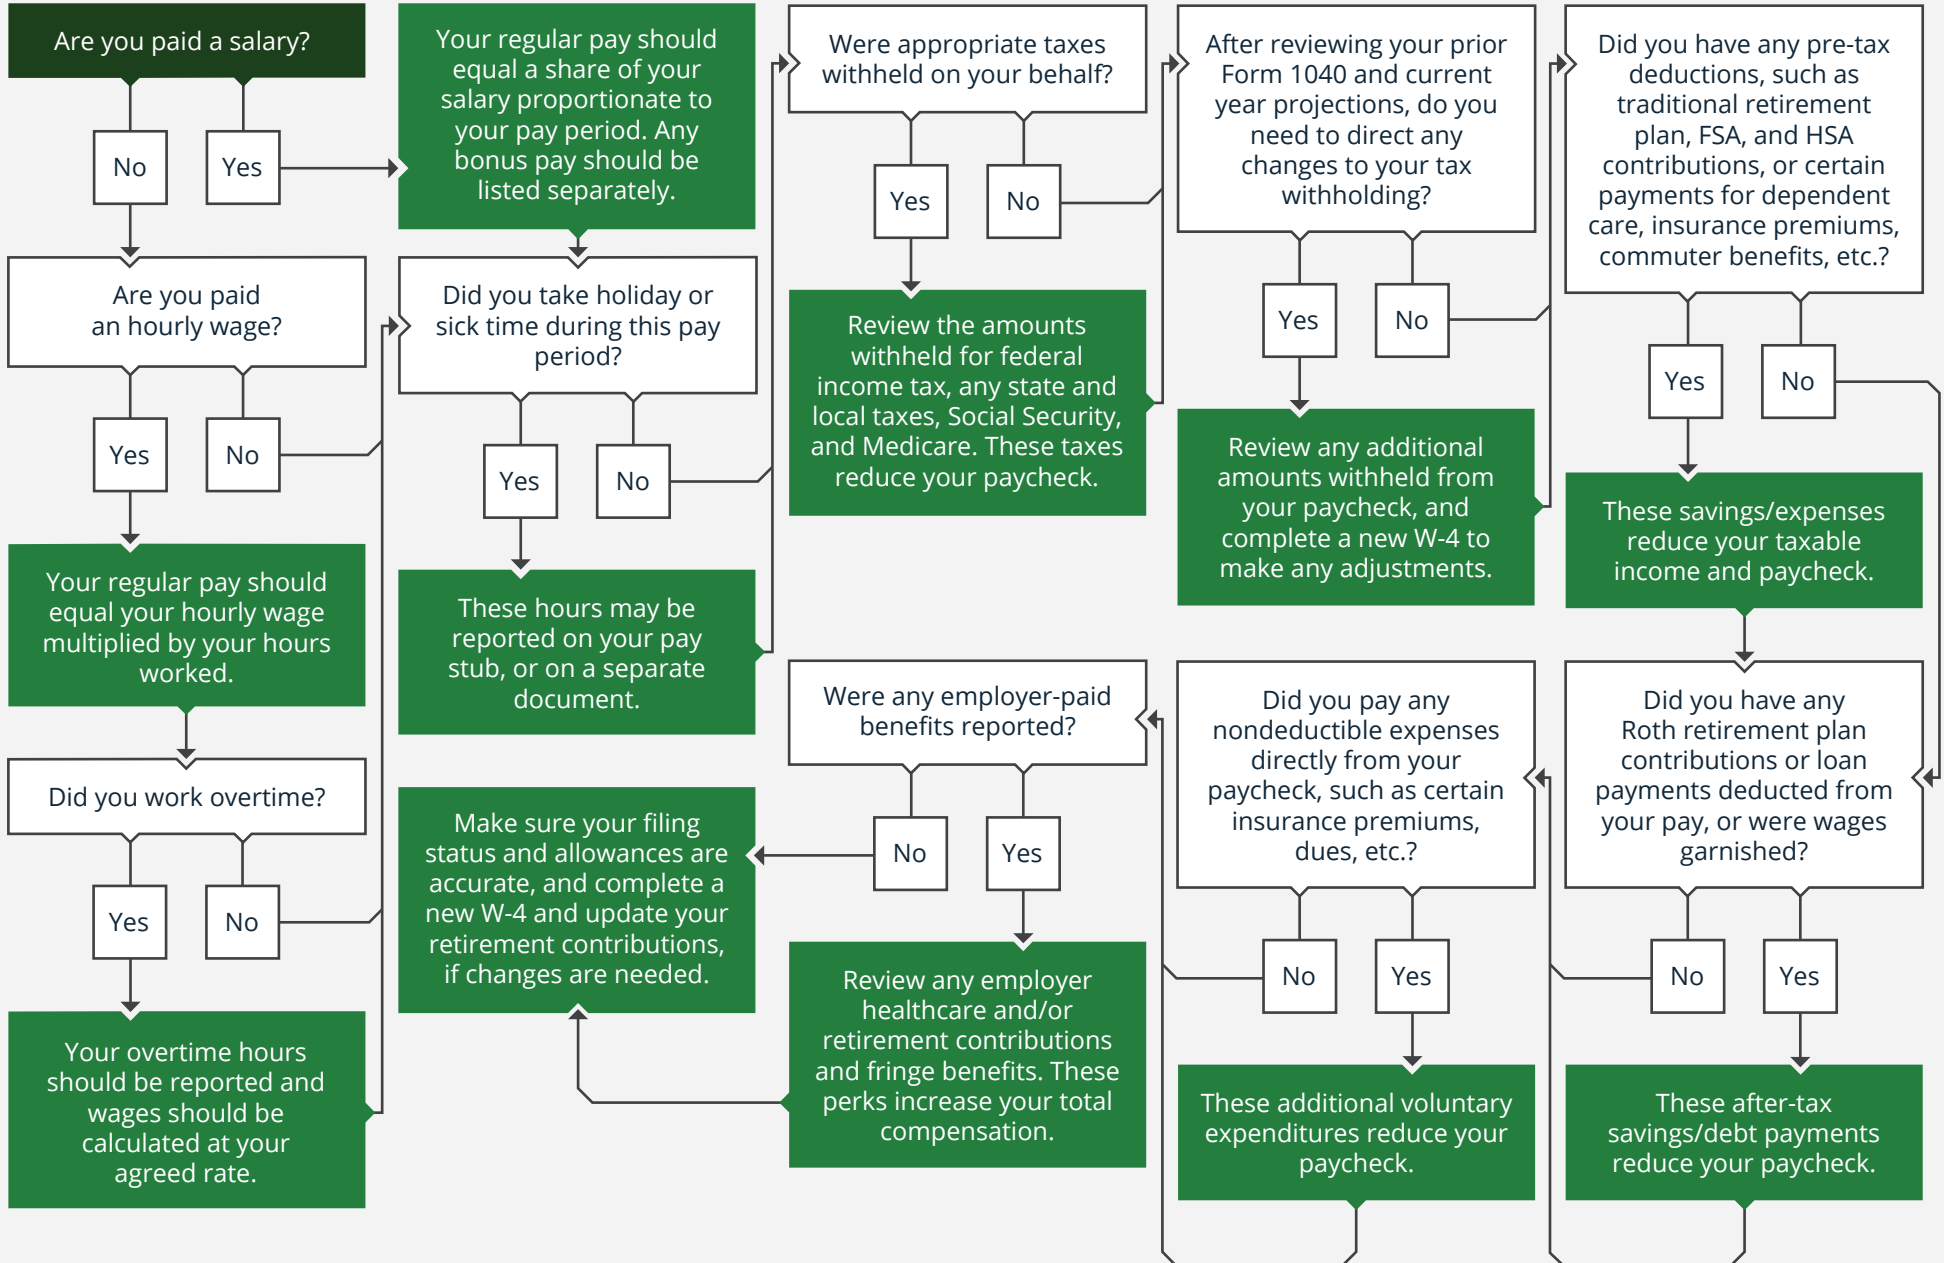 Are you paid a salary?
No
Yes
Your regular pay should
equal a share of your
salary proportionate to
your pay period. Any
bonus pay should be
listed separately.
Are you paid
an hourly wage?
Yes
No
Your regular pay should
equal your hourly wage
multiplied by your hours
worked.
Did you work overtime?
Yes
No
Your overtime hours
should be reported and
wages should be
calculated at your
agreed rate.
Did you take holiday or
sick time during this pay
period?
Yes
No
These hours may be
reported on your pay
stub, or on a separate
document.
Were appropriate taxes
withheld on your behalf?
Yes
No
Review the amounts
withheld for federal
income tax, any state and
local taxes, Social Security,
and Medicare. These taxes
reduce your paycheck.
After reviewing your prior
Form 1040 and current
year projections, do you
need to direct any
changes to your tax
withholding?
Yes
No
Review any additional
amounts withheld from
your paycheck, and
complete a new W-4 to
make any adjustments.
Did you have any pre-tax
deductions, such as
traditional retirement
plan, FSA, and HSA
contributions, or certain
payments for dependent
care, insurance premiums,
commuter benefits, etc.?
Yes
No
These savings/expenses
reduce your taxable
income and paycheck.
Did you have any
Roth retirement plan
contributions or loan
payments deducted from
your pay, or were wages
garnished?
No
Yes
These after-tax
savings/debt payments
reduce your paycheck.
Did you pay any
nondeductible expenses
directly from your
paycheck, such as certain
insurance premiums,
dues, etc.?
No
Yes
These additional voluntary
expenditures reduce your
paycheck.
Were any employer-paid
benefits reported?
No
Yes
Review any employer
healthcare and/or
retirement contributions
and fringe benefits. These
perks increase your total
compensation.
Make sure your filing
status and allowances are
accurate, and complete a
new W-4 and update your
retirement contributions,
if changes are needed.